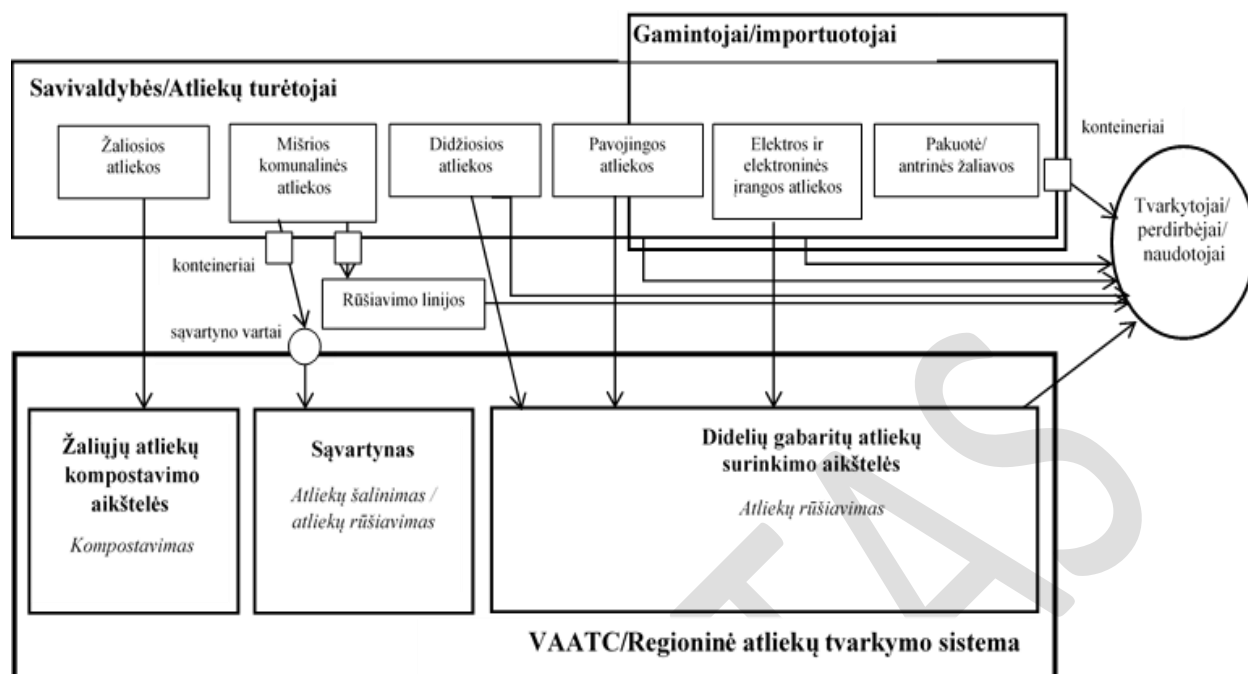 Gamintojai/importuotojai
Savivaldybės/Atliekų turėtojai
Žaliosios
atliekos
Mišrios
komunalinės
atliekos
Didžiosios
atliekos
Pavojingos
atliekos
Elektros ir
elektroninės
įrangos atliekos
Pakuotė/
antrinės žaliavos
konteineriai
Tvarkytojai/
perdirbėjai/
naudotojai
konteineriai
Rūšiavimo linijos
sąvartyno vartai
Žaliųjų atliekų
kompostavimo
aikštelės
Kompostavimas
Sąvartynas
Atliekų šalinimas /
atliekų rūšiavimas
Didelių gabaritų atliekų
surinkimo aikštelės
Atliekų rūšiavimas
VAATC/Regioninė atliekų tvarkymo sistema
TAS